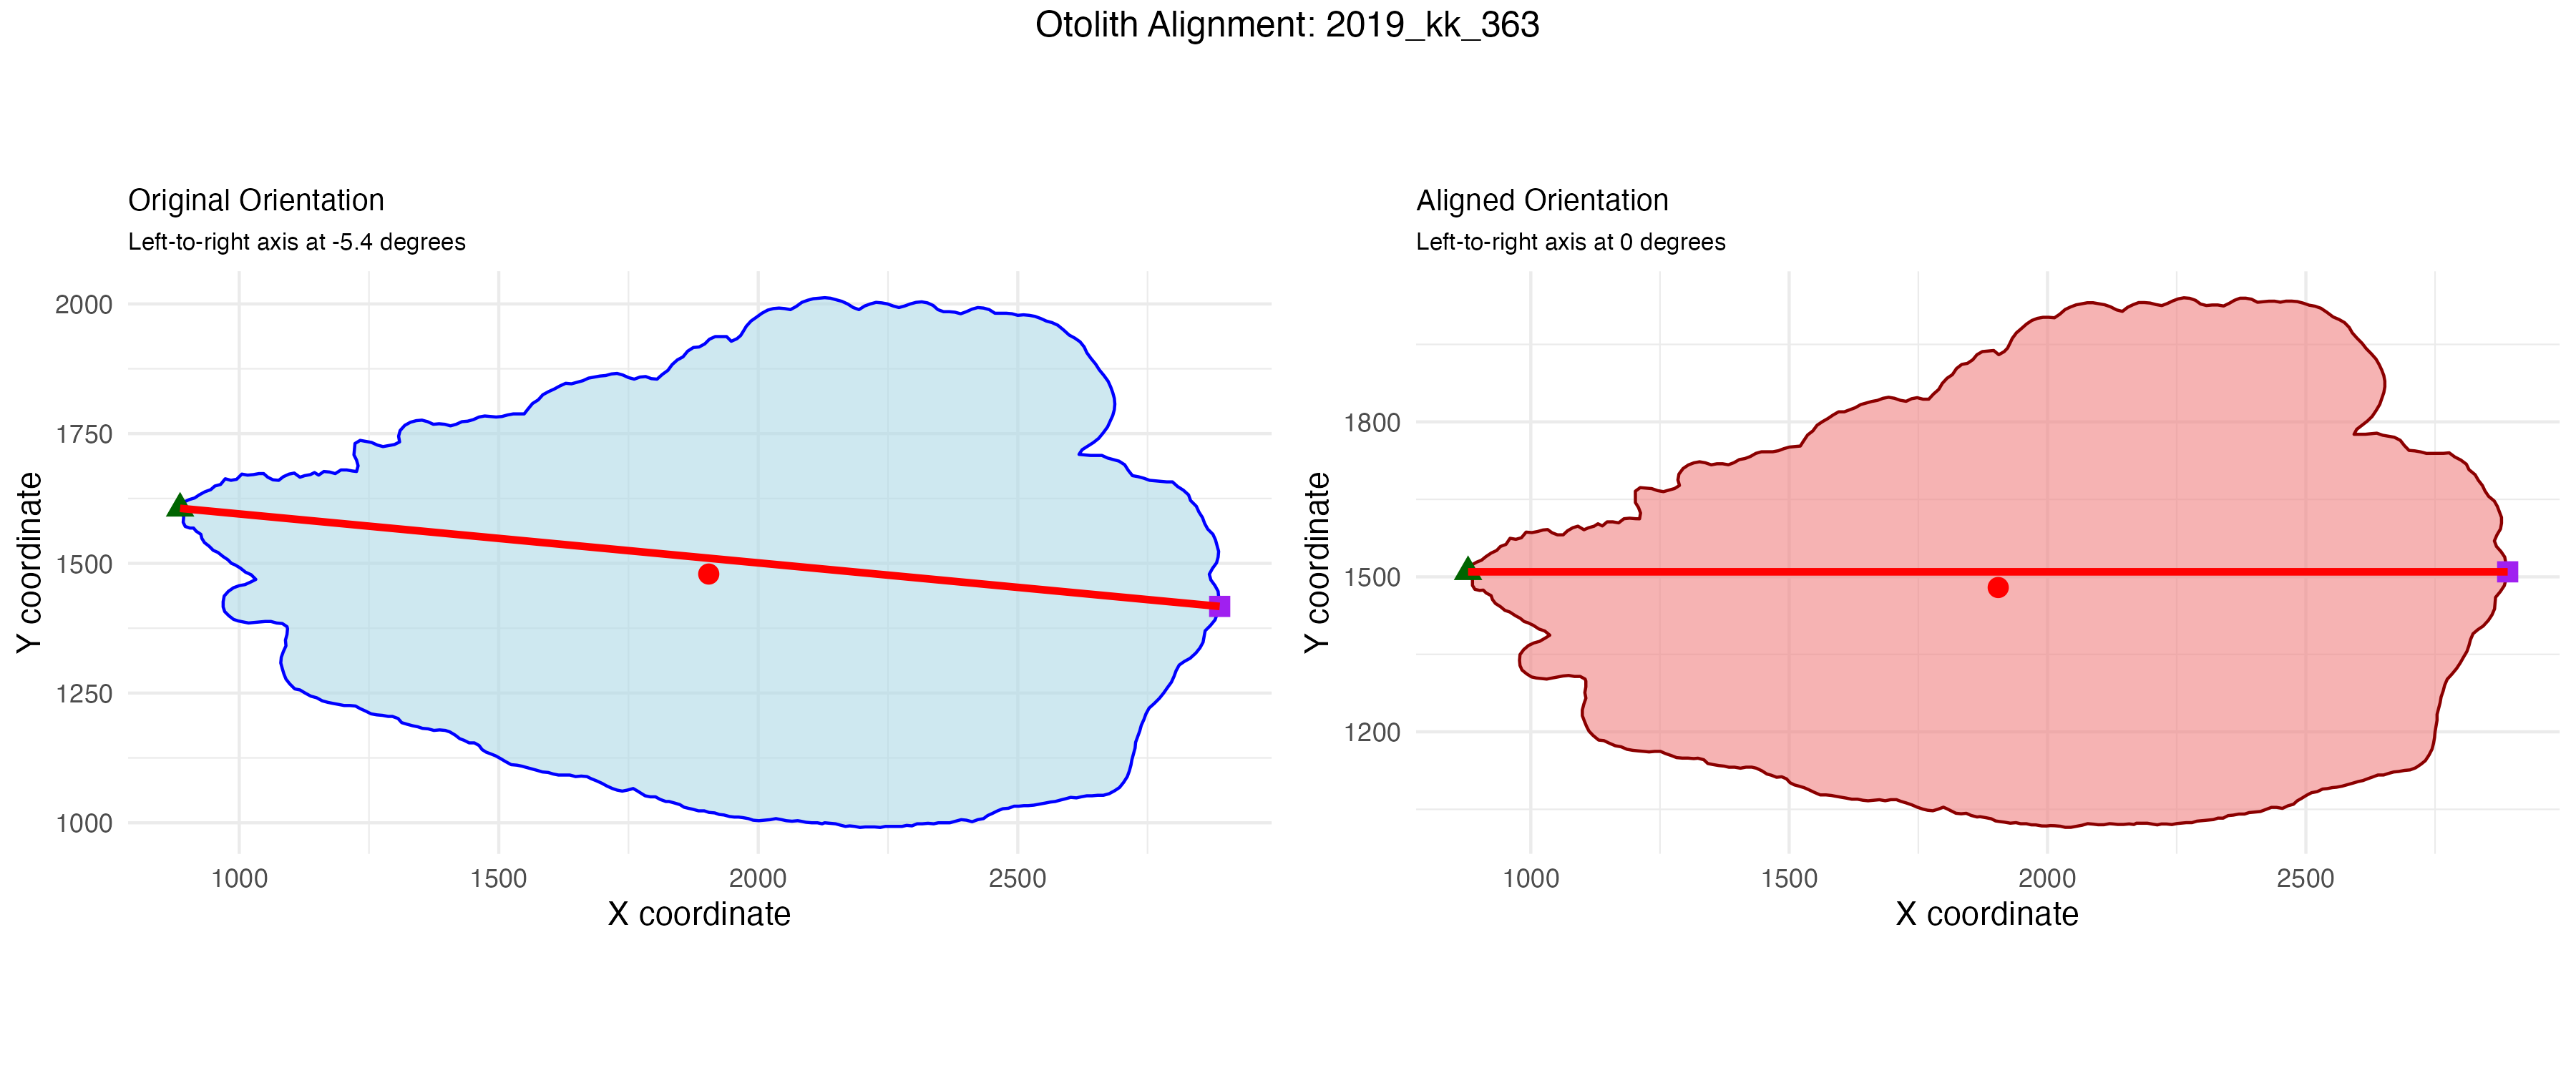 Otolith Alignment: 2019_kk_363
Original Orientation
Left-to-right axis at -5.4 degrees
2000
1750
1500
1250
1000
Y coordinate
1000 1500 2000 2500
X coordinate
Aligned Orientation
Left-to-right axis at 0 degrees
1800
1500
1200
Y coordinate
1000 1500 2000 2500
X coordinate